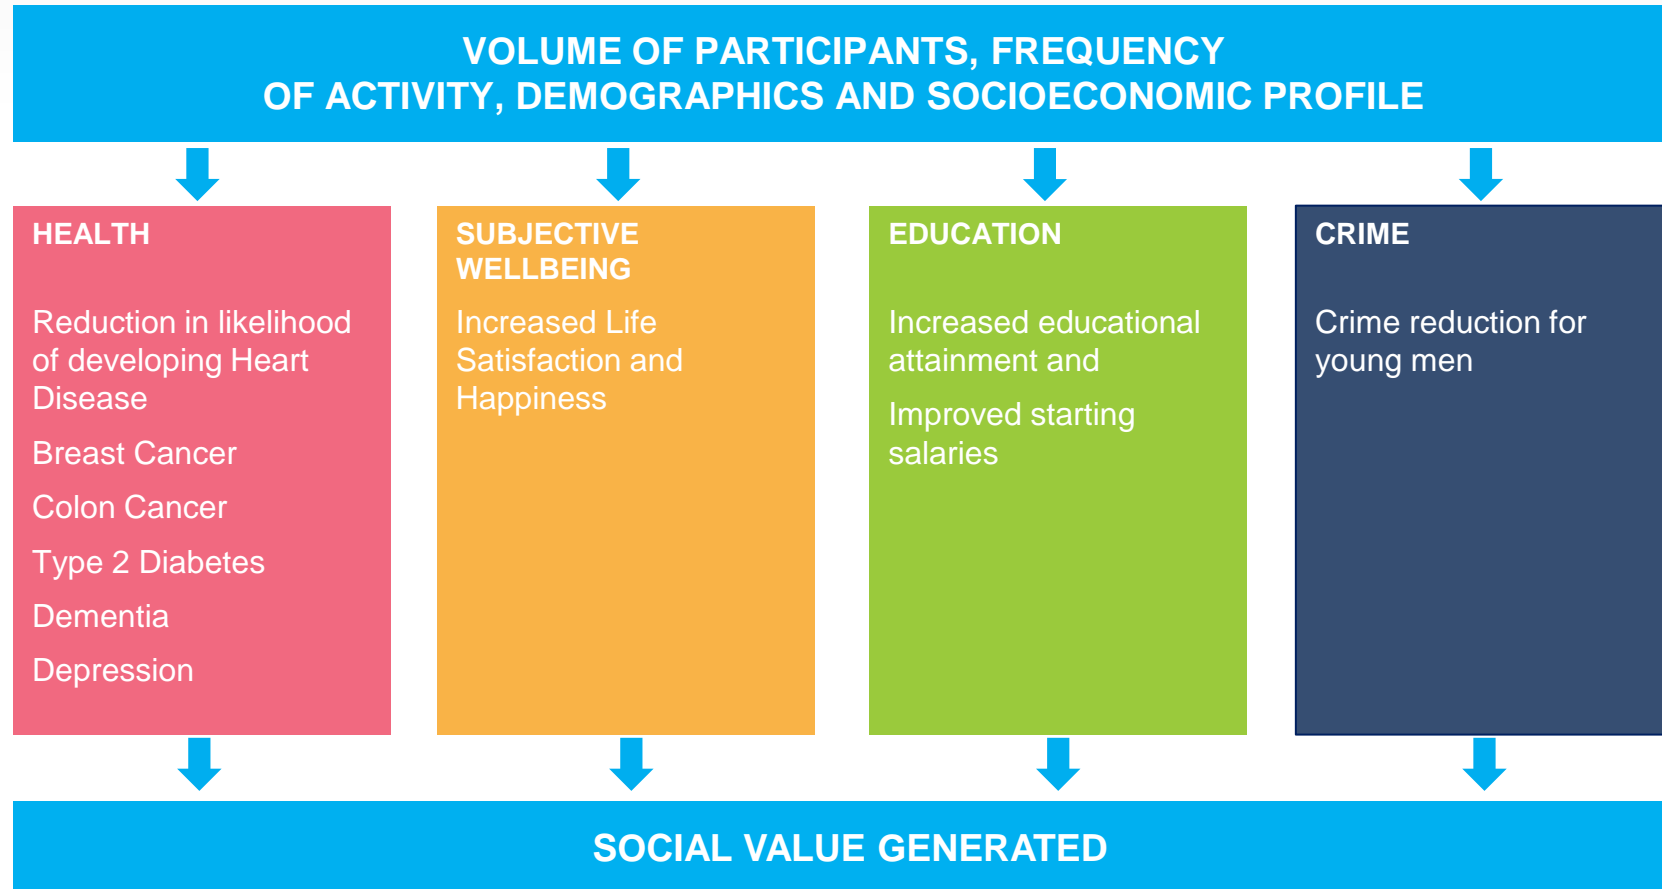 VOLUME OF PARTICIPANTS, FREQUENCY
OF ACTIVITY, DEMOGRAPHICS AND SOCIOECONOMIC PROFILE
HEALTH
Reduction in likelihood
of developing Heart
Disease
Breast Cancer
Colon Cancer
Type 2 Diabetes
Dementia
Depression
SUBJECTIVE
WELLBEING
Increased Life
Satisfaction and
Happiness
EDUCATION
Increased educational
attainment and
Improved starting
salaries
CRIME
Crime reduction for
young men
SOCIAL VALUE GENERATED